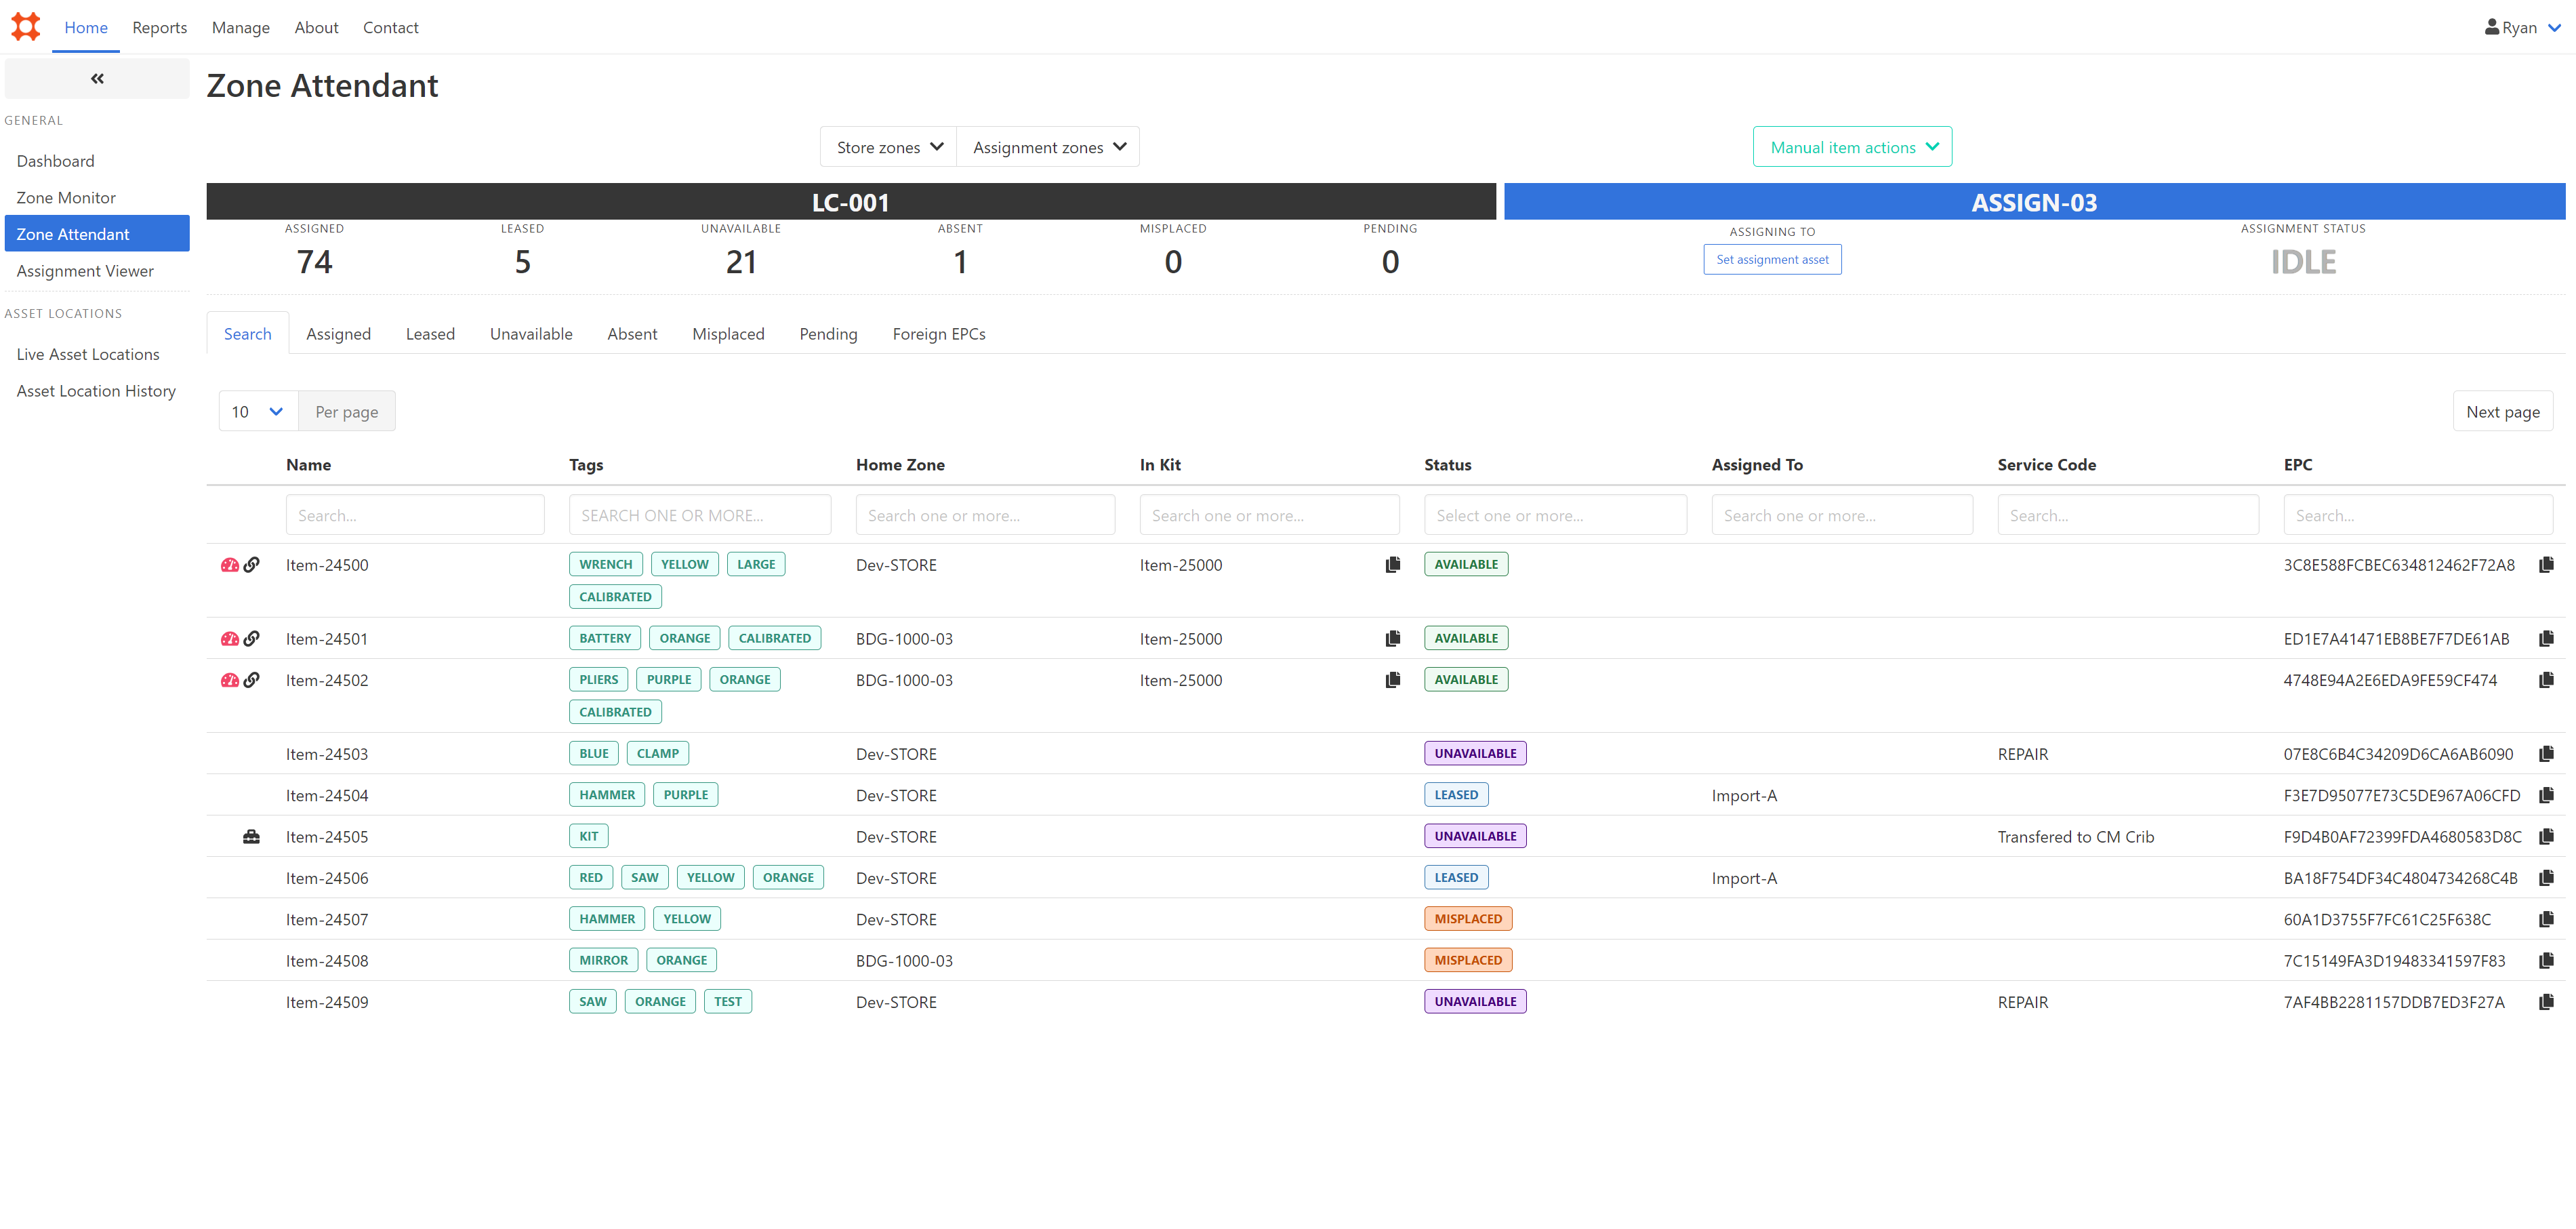 Home Reports Manage About Contact Ryan
GENERAL
Dashboard
Zone Monitor
Zone Attendant
Assignment Viewer
ASSET LOCATIONS
Live Asset Locations
Asset Location History
Zone Attendant
Store zones Assignment zones Manual item actions
LC-001 ASSIGN-03
ASSIGNED LEASED UNAVAILABLE ABSENT MISPLACED PENDING ASSIGNING TO ASSIGNMENT STATUS
74 5 21 1 0 0 Set assignment asset IDLE
Search Assigned Leased Unavailable Absent Misplaced Pending Foreign EPCs
10 Per page Next page
Name Tags Home Zone In Kit Status Assigned To Service Code EPC
Search... SEARCH ONE OR MORE... Search one or more... Search one or more... Select one or more... Search one or more... Search... Search...
Item-24500 WRENCH YELLOW LARGE Dev-STORE Item-25000 AVAILABLE 3C8E588FCBEC634812462F72A8
CALIBRATED
Item-24501 BATTERY ORANGE CALIBRATED BDG-1000-03 Item-25000 AVAILABLE ED1E7A41471EB8BE7F7DE61AB
Item-24502 PLIERS PURPLE ORANGE BDG-1000-03 Item-25000 AVAILABLE 4748E94A2E6EDA9FE59CF474
CALIBRATED
Item-24503 BLUE CLAMP Dev-STORE UNAVAILABLE REPAIR 07E8C6B4C34209D6CA6AB6090
Item-24504 HAMMER PURPLE Dev-STORE LEASED Import-A F3E7D95077E73C5DE967A06CFD
Item-24505 KIT Dev-STORE UNAVAILABLE Transfered to CM Crib F9D4B0AF72399FDA4680583D8C
Item-24506 RED SAW YELLOW ORANGE Dev-STORE LEASED Import-A BA18F754DF34C4804734268C4B
Item-24507 HAMMER YELLOW Dev-STORE MISPLACED 60A1D3755F7FC61C25F638C
Item-24508 MIRROR ORANGE BDG-1000-03 MISPLACED 7C15149FA3D19483341597F83
Item-24509 SAW ORANGE TEST Dev-STORE UNAVAILABLE REPAIR 7AF4BB2281157DDB7ED3F27A